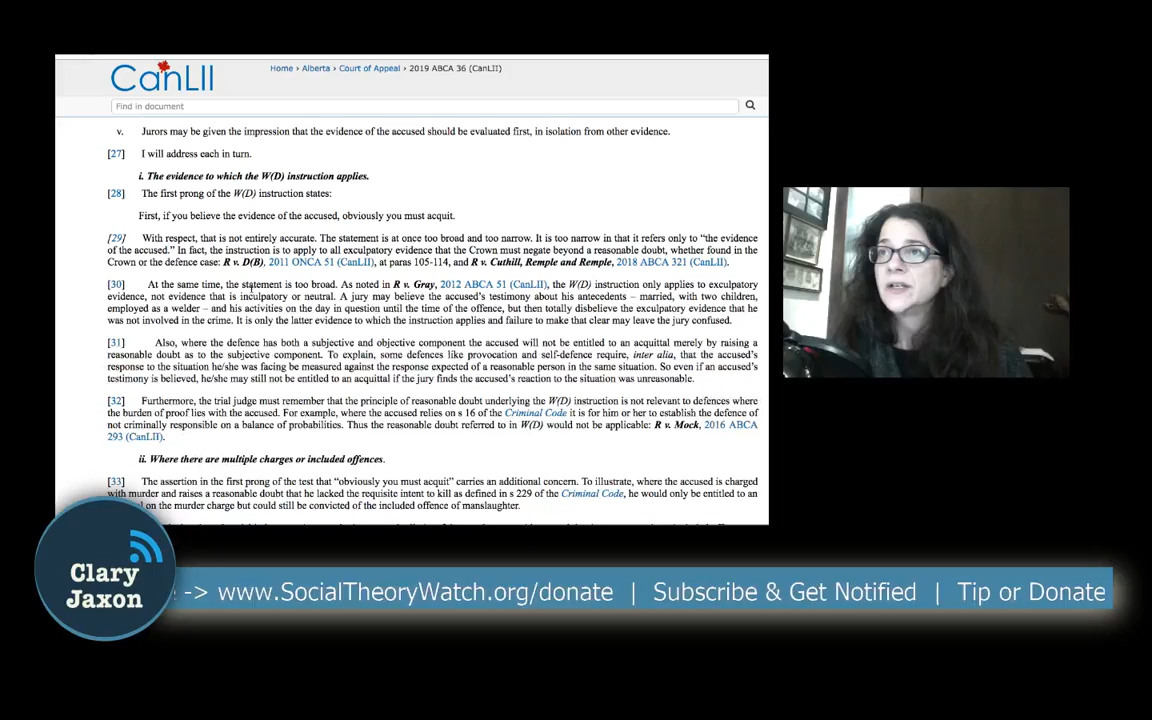 CanLII
Home › Alberta › Court of Appeal › 2019 ABCA 36 (CanLII)
Find in document
v. Jurors may be given the impression that the evidence of the accused should be evaluated first, in isolation from other evidence.
[27] I will address each in turn.
i. The evidence to which the W(D) instruction applies.
[28] The first prong of the W(D) instruction states:
First, if you believe the evidence of the accused, obviously you must acquit.
[29] With respect, that is not entirely accurate. The statement is at once too broad and too narrow. It is too narrow in that it refers only to “the evidence
of the accused.” In fact, the instruction is to apply to all exculpatory evidence that the Crown must negate beyond a reasonable doubt, whether found in the
Crown or the defence case: R v. D(B), 2011 ONCA 51 (CanLII), at paras 105-114, and R v. Cuthill, Remple and Remple, 2018 ABCA 321 (CanLII).
[30] At the same time, the statement is too broad. As noted in R v. Gray, 2012 ABCA 51 (CanLII), the W(D) instruction only applies to exculpatory
evidence, not evidence that is inculpatory or neutral. A jury may believe the accused’s testimony about his antecedents – married, with two children,
employed as a welder – and his activities on the day in question until the time of the offence, but then totally disbelieve the exculpatory evidence that he
was not involved in the crime. It is only the latter evidence to which the instruction applies and failure to make that clear may leave the jury confused.
[31] Also, where the defence has both a subjective and objective component the accused will not be entitled to an acquittal merely by raising a
reasonable doubt as to the subjective component. To explain, some defences like provocation and self-defence require, inter alia, that the accused’s
response to the situation he/she was facing be measured against the response expected of a reasonable person in the same situation. So even if an accused’s
testimony is believed, he/she may still not be entitled to an acquittal if the jury finds the accused’s reaction to the situation was unreasonable.
[32] Furthermore, the trial judge must remember that the principle of reasonable doubt underlying the W(D) instruction is not relevant to defences where
the burden of proof lies with the accused. For example, where the accused relies on s 16 of the Criminal Code it is for him or her to establish the defence of
not criminally responsible on a balance of probabilities. Thus the reasonable doubt referred to in W(D) would not be applicable: R v. Mock, 2016 ABCA
293 (CanLII).
ii. Where there are multiple charges or included offences.
[33] The assertion in the first prong of the test that “obviously you must acquit” carries an additional concern. To illustrate, where the accused is charged
with murder and raises a reasonable doubt that he lacked the requisite intent to kill as defined in s 229 of the Criminal Code, he would only be entitled to an
on the murder charge but could still be convicted of the included offence of manslaughter.
Clary
Jaxon
-> www.SocialTheoryWatch.org/donate | Subscribe & Get Notified | Tip or Donate